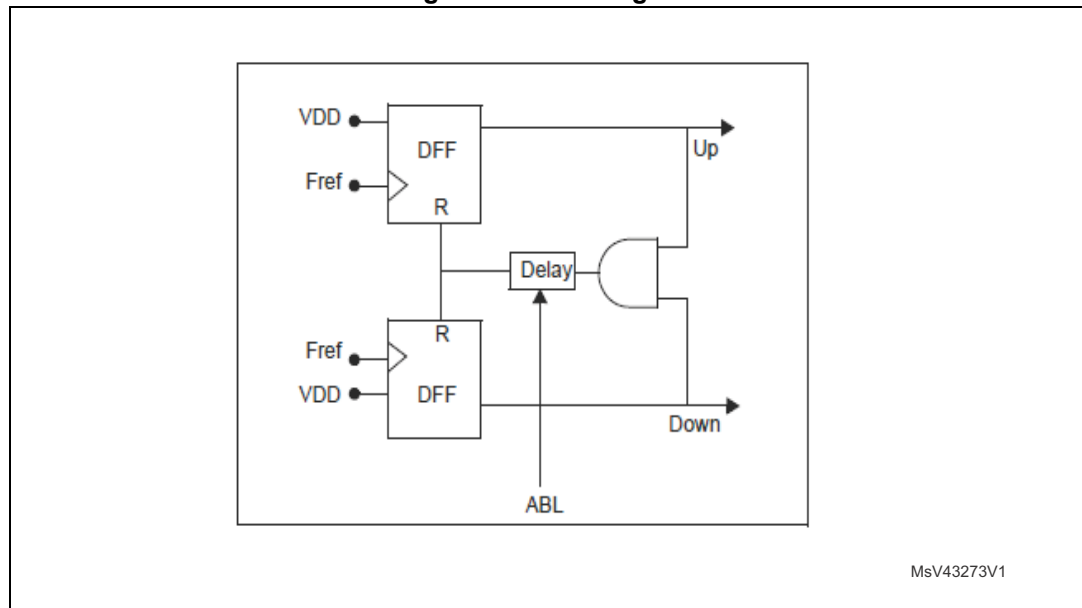 VDD
DFF
Up
Fref
R
Delay
R
Fref
VDD
DFF
Down
ABL
MsV43273V1